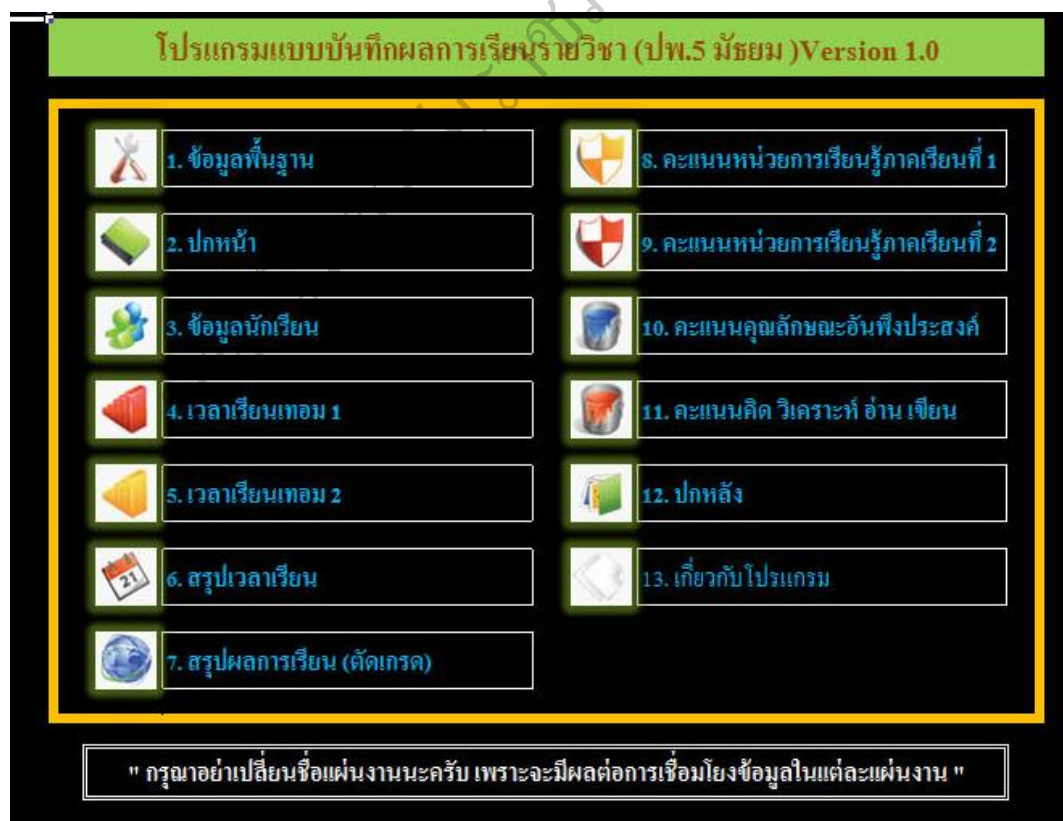 โปรแกรมแบบบันทึกผลการเรียนรายวิชา (ปพ.5 มัธยม )Version 1.0
1. ข้อมูลพื้นฐาน
2. ปกหน้า
3. ข้อมูลนักเรียน
4. เวลาเรียนเทอม 1
5. เวลาเรียนเทอม 2
6. สรุปเวลาเรียน
7. สรุปผลการเรียน (ตัดเกรด)
8. คะแนนหน่วยการเรียนรู้ภาคเรียนที่ 1
9. คะแนนหน่วยการเรียนรู้ภาคเรียนที่ 2
10. คะแนนคุณลักษณะอันพึงประสงค์
11. คะแนนคิด วิเคราะห์ อ่าน เขียน
12. ปกหลัง
13. เกี่ยวกับโปรแกรม
" กรุณาอย่าเปลี่ยนชื่อแผ่นงานนะครับ เพราะจะมีผลต่อการเชื่อมโยงข้อมูลในแต่ละแผ่นงาน "